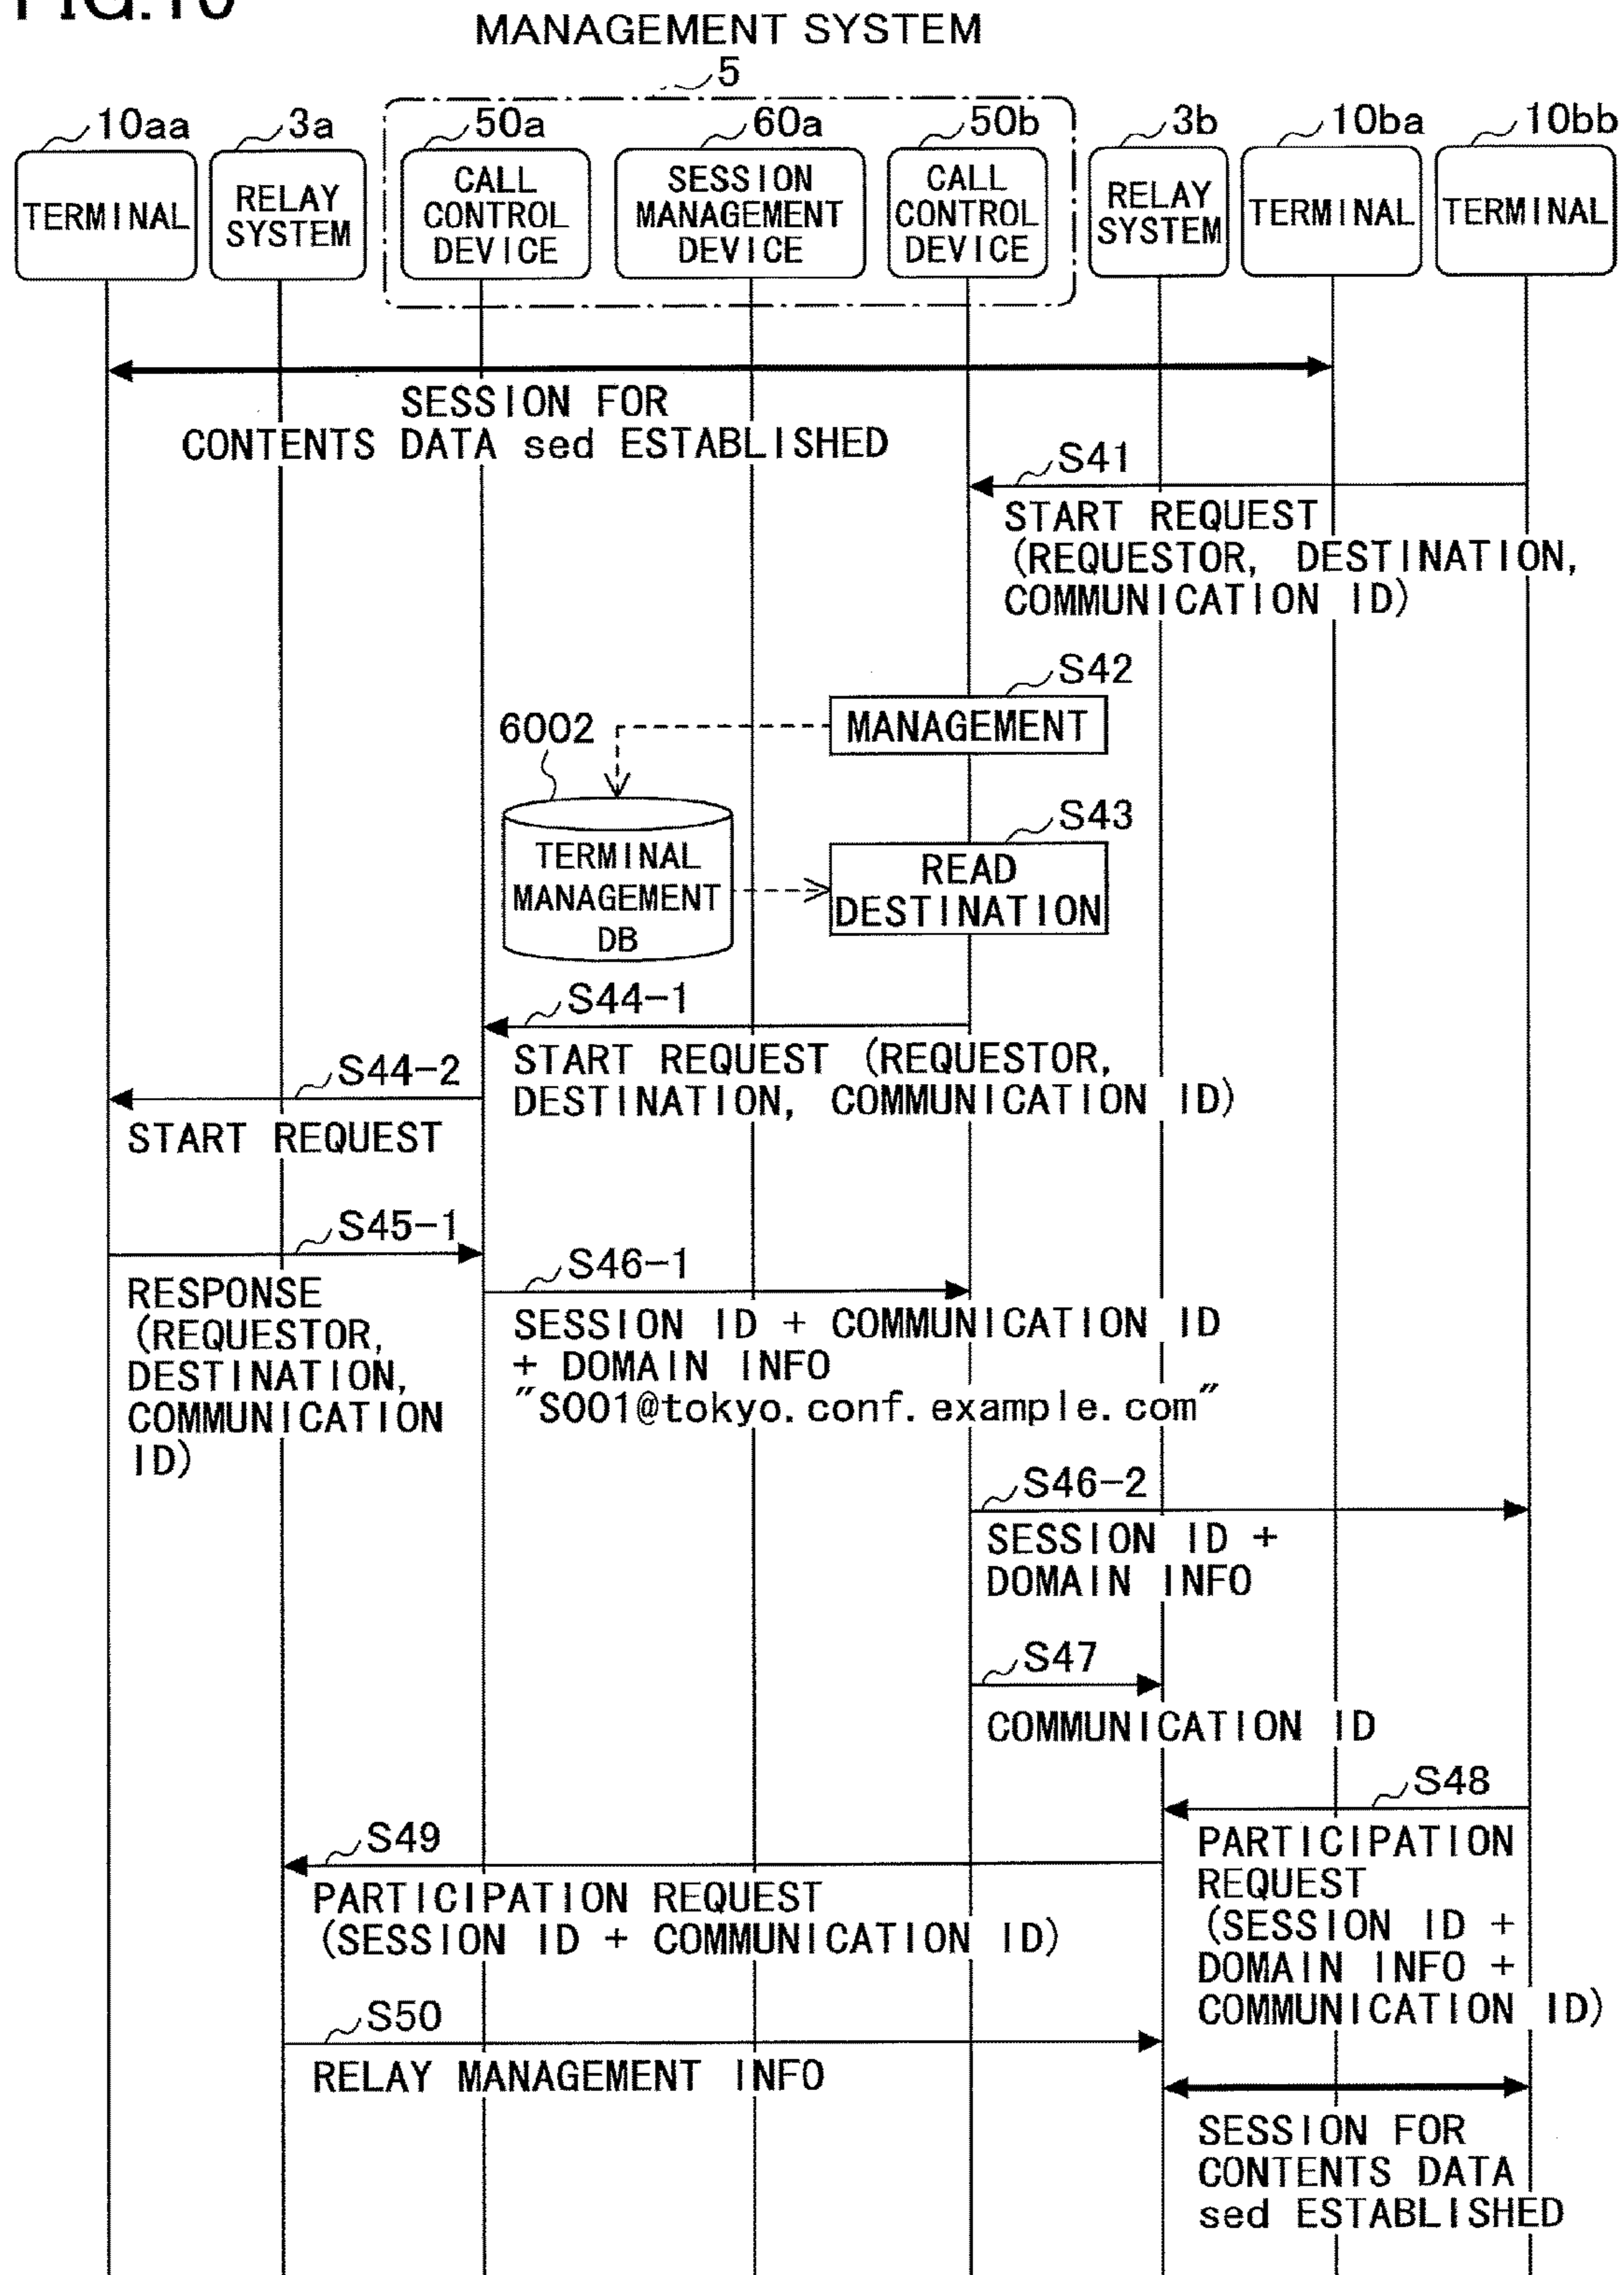 MANAGEMENT SYSTEM
5
10aa
3a
50a
60a
50b
3b
10ba
10bb
TERMINAL
RELAY
SYSTEM
CALL
CONTROL
DEVICE
SESSION
MANAGEMENT
DEVICE
CALL
CONTROL
DEVICE
RELAY
SYSTEM
TERMINAL
TERMINAL
SESSION FOR
CONTENTS DATA sed ESTABLISHED
S41
START REQUEST
(REQUESTOR, DESTINATION,
COMMUNICATION ID)
S42
MANAGEMENT
6002
TERMINAL
MANAGEMENT
DB
S43
READ
DESTINATION
S44-1
START REQUEST (REQUESTOR,
DESTINATION, COMMUNICATION ID)
S44-2
START REQUEST
S45-1
RESPONSE
(REQUESTOR,
DESTINATION,
COMMUNICATION
ID)
S46-1
SESSION ID + COMMUNICATION ID
+ DOMAIN INFO
"S001@tokyo.conf.example.com"
S46-2
SESSION ID +
DOMAIN INFO
S47
COMMUNICATION ID
S48
PARTICIPATION
REQUEST
(SESSION ID +
DOMAIN INFO +
COMMUNICATION ID)
S49
PARTICIPATION REQUEST
(SESSION ID + COMMUNICATION ID)
S50
RELAY MANAGEMENT INFO
SESSION FOR
CONTENTS DATA
sed ESTABLISHED